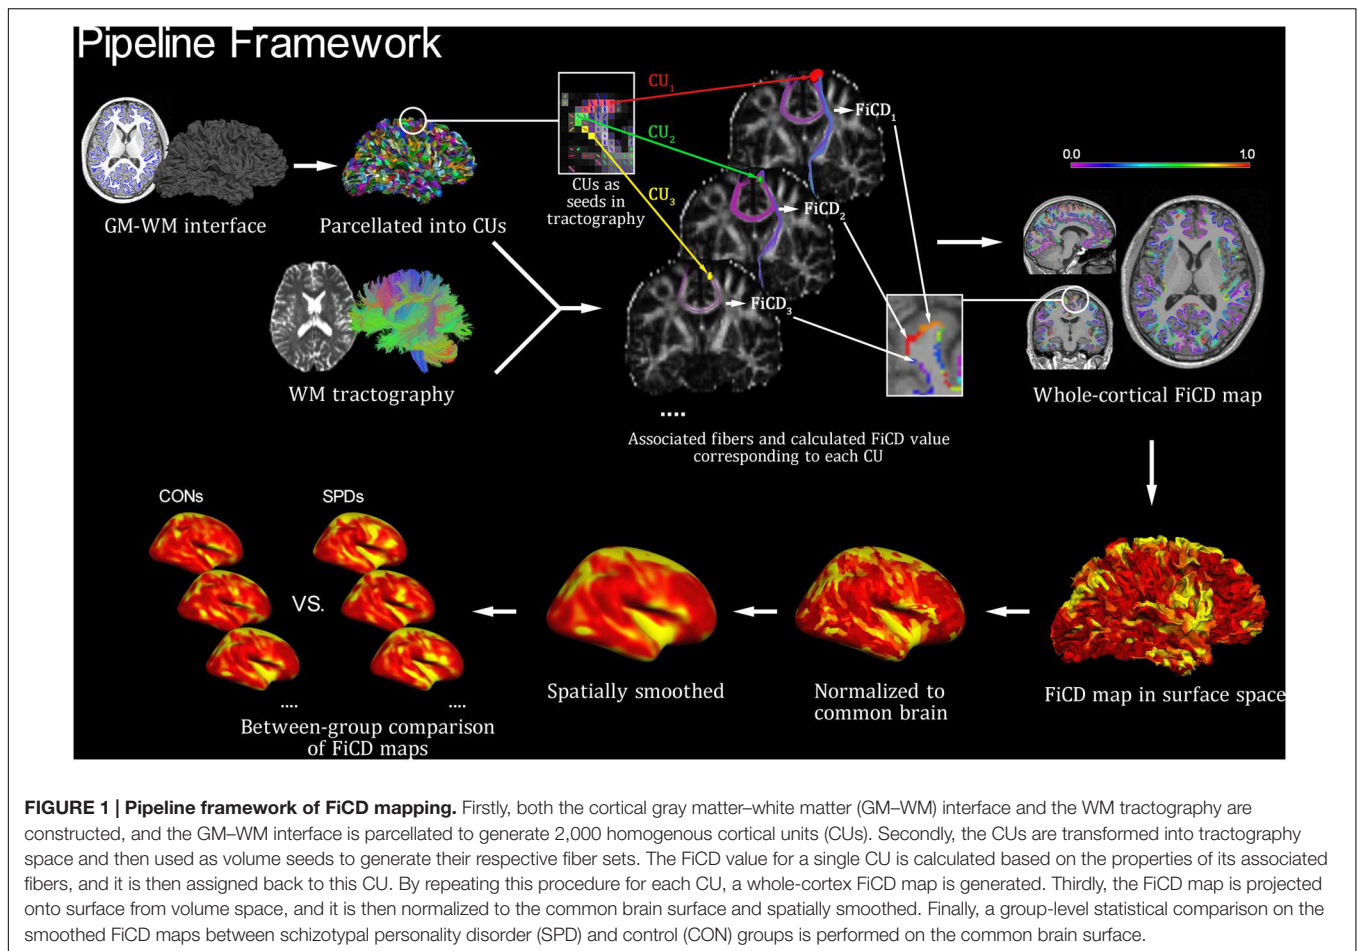 Pipeline Framework
GM-WM interface
Parcellated into CUs
CUs as
seeds in
tractography
CU1
CU2
CU3
FiCD1
FiCD2
FiCD3
0.0
1.0
WM tractography
....
Associated fibers and calculated FiCD value
corresponding to each CU
Whole-cortical FiCD map
CONs
SPDs
VS.
....
....
Between-group comparison
of FiCD maps
Spatially smoothed
Normalized to
common brain
FiCD map in surface space
FIGURE 1 | Pipeline framework of FiCD mapping. Firstly, both the cortical gray matter–white matter (GM–WM) interface and the WM tractography are
constructed, and the GM–WM interface is parcellated to generate 2,000 homogenous cortical units (CUs). Secondly, the CUs are transformed into tractography
space and then used as volume seeds to generate their respective fiber sets. The FiCD value for a single CU is calculated based on the properties of its associated
fibers, and it is then assigned back to this CU. By repeating this procedure for each CU, a whole-cortex FiCD map is generated. Thirdly, the FiCD map is projected
onto surface from volume space, and it is then normalized to the common brain surface and spatially smoothed. Finally, a group-level statistical comparison on the
smoothed FiCD maps between schizotypal personality disorder (SPD) and control (CON) groups is performed on the common brain surface.